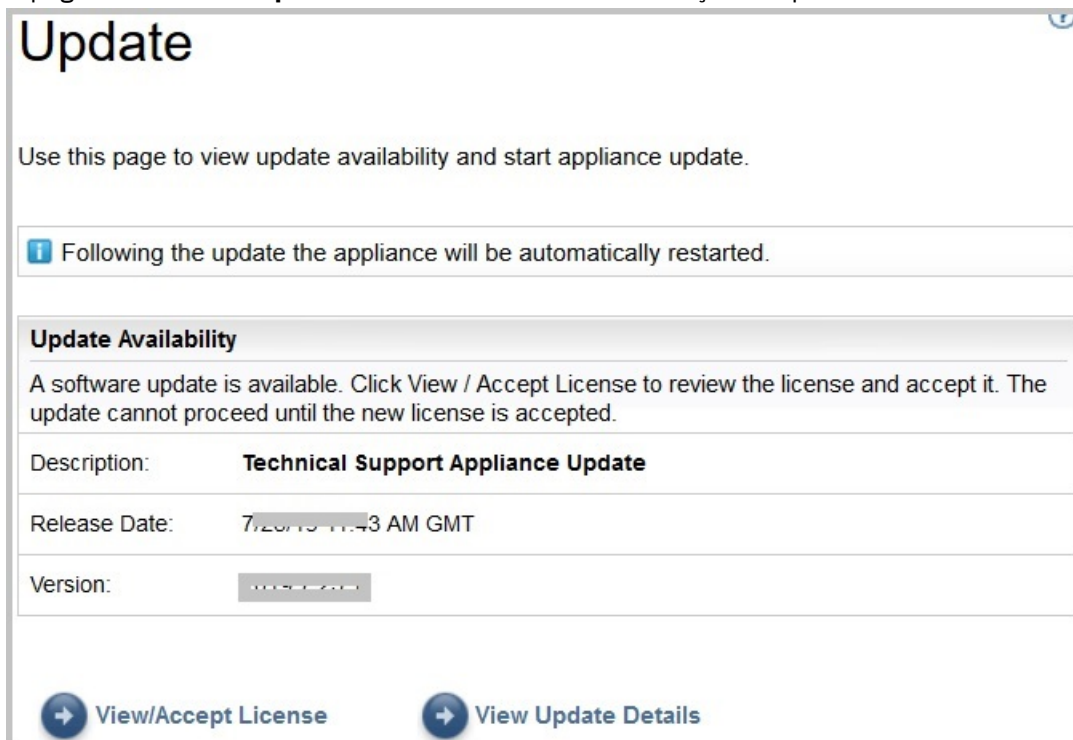 Update
Use this page to view update availability and start appliance update.
Following the update the appliance will be automatically restarted.
Update Availability
A software update is available. Click View / Accept License to review the license and accept it. The
update cannot proceed until the new license is accepted.
Description: Technical Support Appliance Update
Release Date: AM GMT
Version:
View/Accept License View Update Details